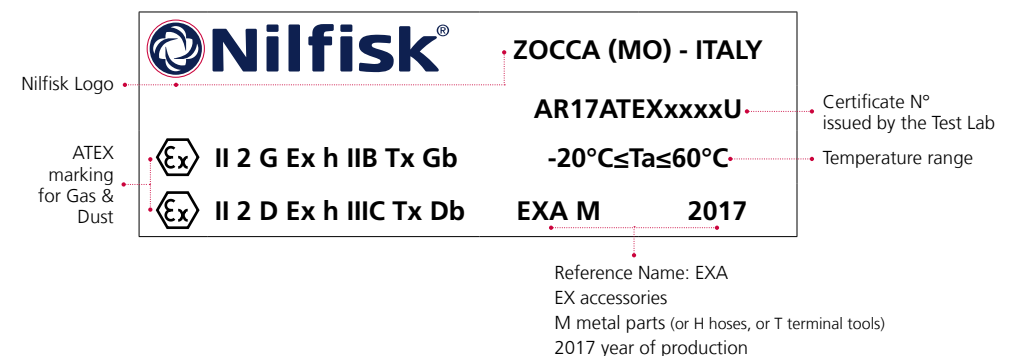 Nilfisk®
ZOCCA (MO) - ITALY
Nilfisk Logo
AR17ATEXxxxxU
Certificate N°
issued by the Test Lab
ATEX
marking
for Gas &
Dust
Ex II 2 G Ex h IIB Tx Gb
-20°C≤Ta≤60°C
Temperature range
Ex II 2 D Ex h IIIC Tx Db
EXA M 2017
Reference Name: EXA
EX accessories
M metal parts (or H hoses, or T terminal tools)
2017 year of production